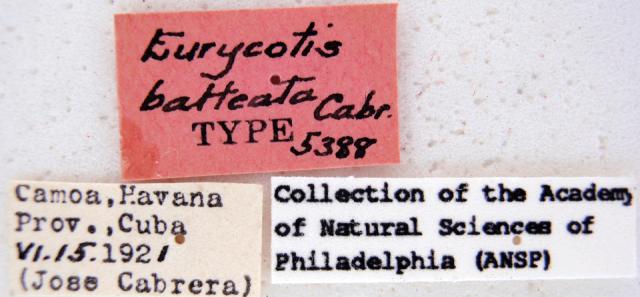 Eurycotis
balteata Cabr.
TYPE 5388
Camoa, Havana
Prov., Cuba
VI.15.1921
(Jose Cabrera)
Collection of the Academy
of Natural Sciences of
Philadelphia (ANSP)